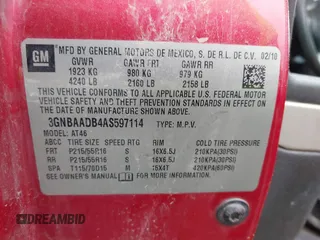 GM
MFD BY GENERAL MOTORS DE MEXICO, S. DE R.L. DE C.V. 02/10
GVWR GAWR FRT GAWR RR
1923 KG 980 KG 979 KG
4240 LB 2160 LB 2158 LB
THIS VEHICLE CONFORMS TO ALL APPLICABLE U.S. FEDERAL MOTOR
VEHICLE SAFETY
THEFT PREVENTION STANDARDS IN EFFECT ON THE
DATE OF MANUFACTURE SHOWN ABOVE.
3GNBAADB4AS597114 TYPE: M.P.V.
MODEL: AT46
ABCC TIRE SIZE SPEED RTG RIM COLD TIRE PRESSURE
FRT P215/55R16 S 16X6.5J 210KPA(30PSI)
RR P215/55R16 S 16X6.5J 210KPA(30PSI)
SPA T115/70D15 M 15X4T 420KPA(60PSI)
SEE OWNER'S MANUAL FOR ADDITIONAL INFORMATION.
DREAMBID